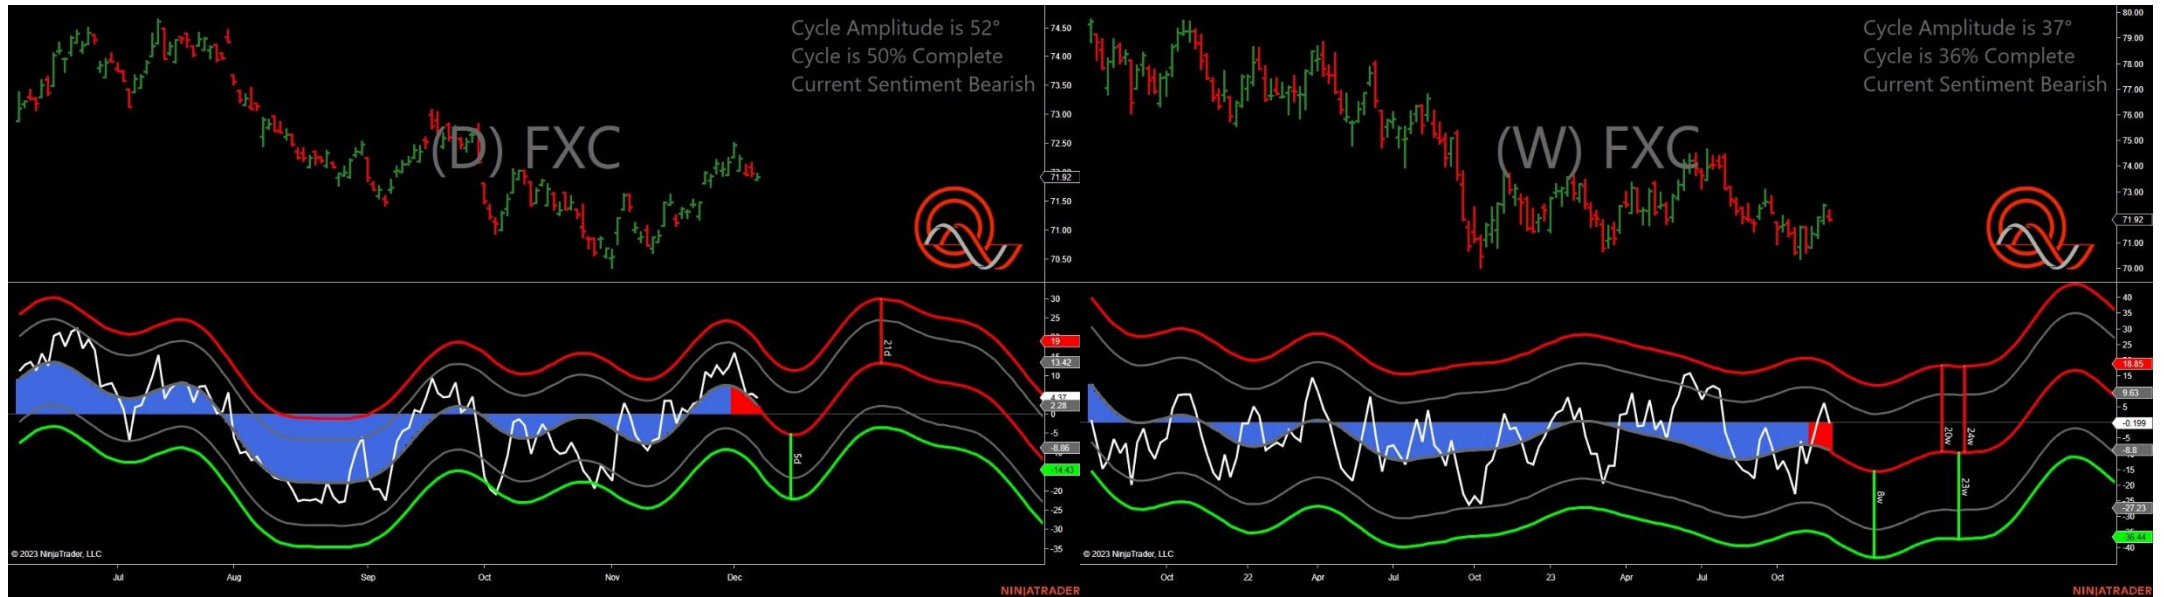 Cycle Amplitude is 52°
Cycle is 50% Complete
Current Sentiment Bearish
(D) FXC
74.50
74.00
73.50
73.00
72.50
71.92
71.50
71.00
70.50
30
25
19
13.42
10
4.37
2.28
0
-5
-8.86
-14.43
-20
-25
-30
-35
21d
5d
© 2023 NinjaTrader, LLC
Jul Aug Sep Oct Nov Dec
NINJATRADER
Cycle Amplitude is 37°
Cycle is 36% Complete
Current Sentiment Bearish
(W) FXC
80.00
79.00
78.00
77.00
76.00
75.00
74.00
73.00
71.92
71.00
70.00
40
35
30
25
18.85
15
9.63
5
-0.199
-5
-8.8
-15
-20
-27.23
-30
-36.44
-40
20w
24w
8w
23w
© 2023 NinjaTrader, LLC
Oct 22 Apr Jul Oct 23 Apr Jul Oct
NINJATRADER